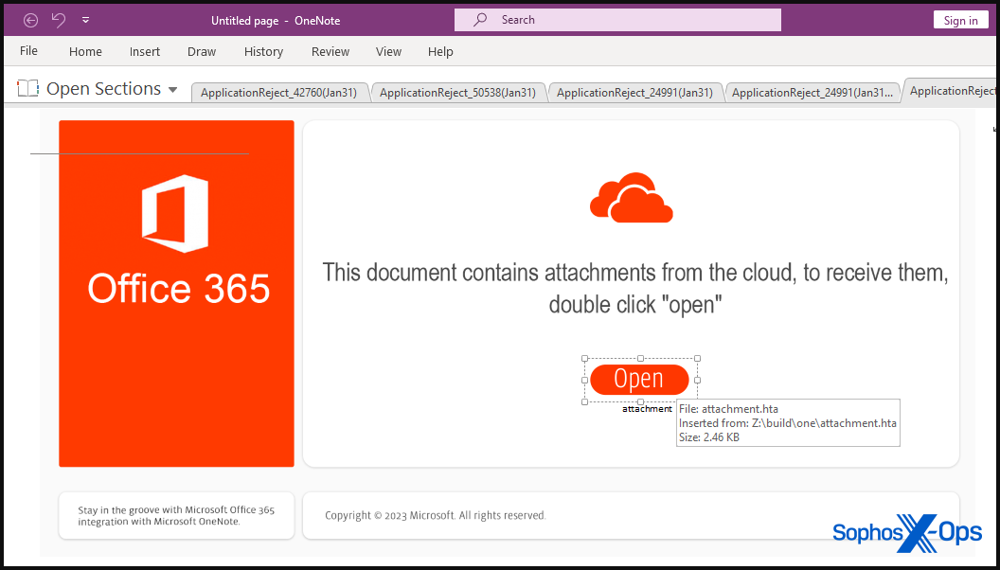 Untitled page - OneNote
Search
Sign in
File Home Insert Draw History Review View Help
Open Sections
ApplicationReject_42760(Jan31)
ApplicationReject_50538(Jan31)
ApplicationReject_24991(Jan31)
ApplicationReject_24991(Jan31...
ApplicationReject
Office 365
This document contains attachments from the cloud, to receive them,
double click "open"
Open
attachment
File: attachment.hta
Inserted from: Z:\build\one\attachment.hta
Size: 2.46 KB
Stay in the groove with Microsoft Office 365
integration with Microsoft OneNote.
Copyright © 2023 Microsoft. All rights reserved.
Sophos X-Ops